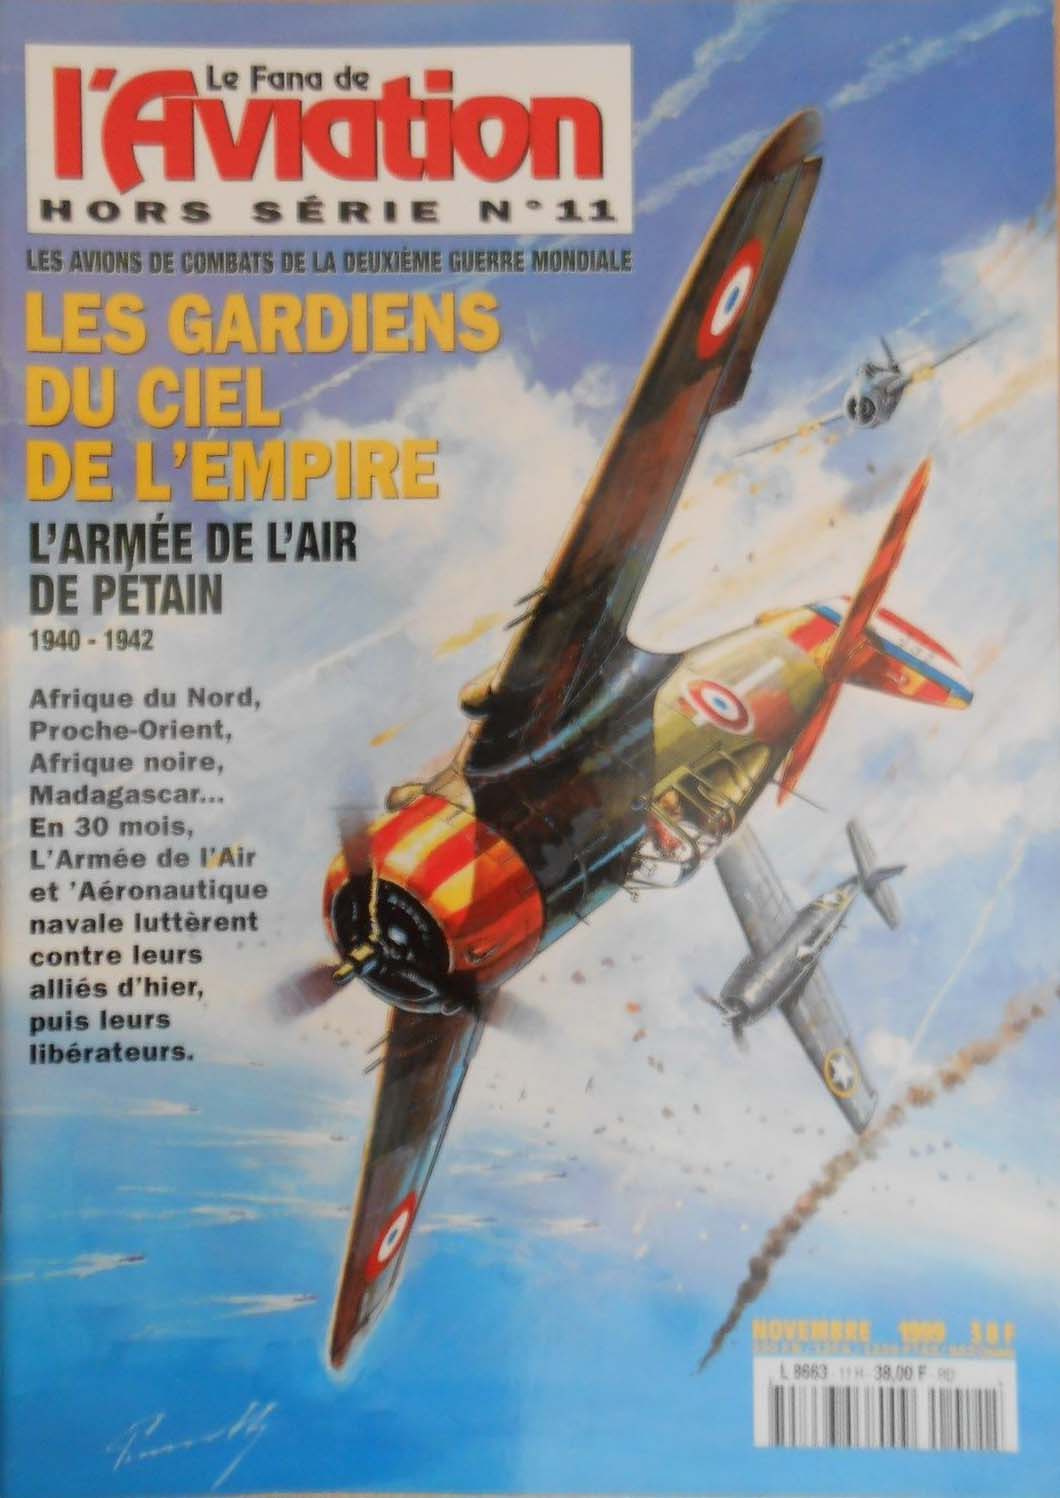 Le Fana de
l'Aviation
HORS SÉRIE N°11
LES AVIONS DE COMBATS DE LA DEUXIÈME GUERRE MONDIALE
LES GARDIENS
DU CIEL
DE L'EMPIRE
L'ARMÉE DE L'AIR
DE PÉTAIN
1940 - 1942
Afrique du Nord,
Proche-Orient,
Afrique noire,
Madagascar...
En 30 mois,
L'Armée de l'Air
et 'Aéronautique
navale luttèrent
contre leurs
alliés d'hier,
puis leurs
libérateurs.
NOVEMBRE 1999 38 F
L 8663 - 11 H - 38,00 F - RD